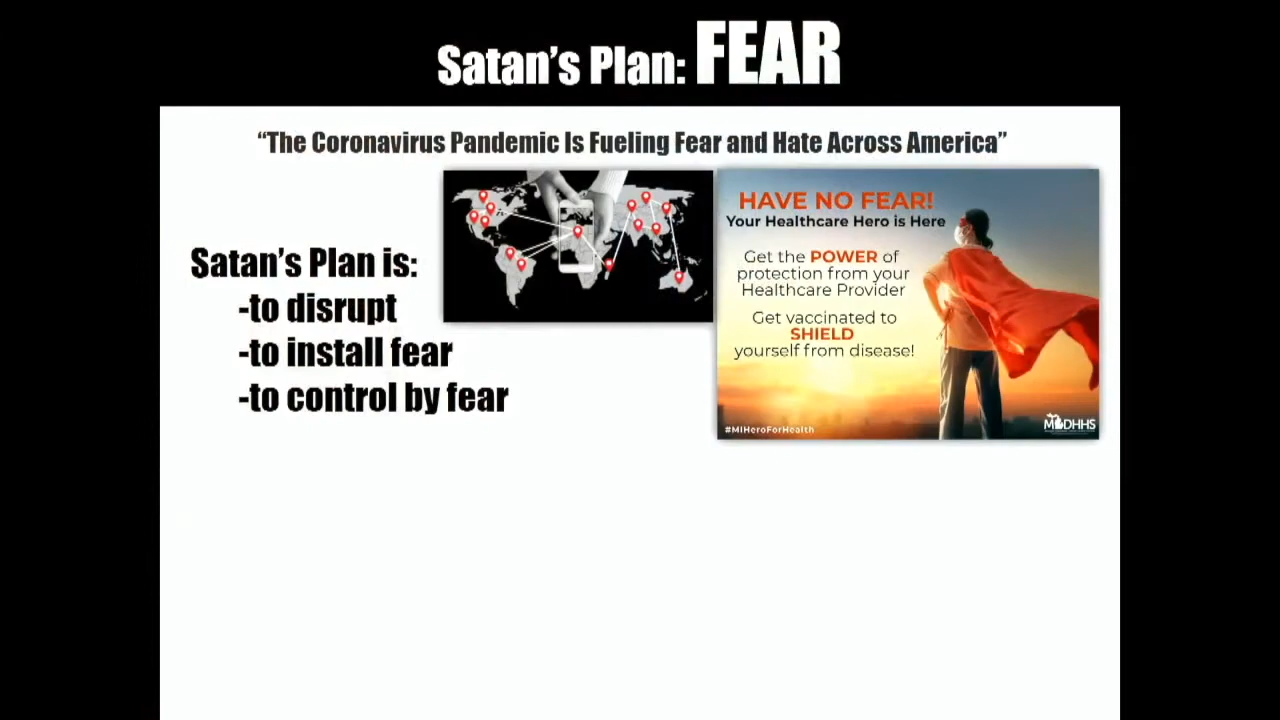 Satan's Plan: FEAR
“The Coronavirus Pandemic Is Fueling Fear and Hate Across America”
Satan's Plan is:
-to disrupt
-to install fear
-to control by fear
HAVE NO FEAR!
Your Healthcare Hero is Here
Get the POWER of
protection from your
Healthcare Provider
Get vaccinated to
SHIELD
yourself from disease!
#MIHeroForHealth
MDHHS